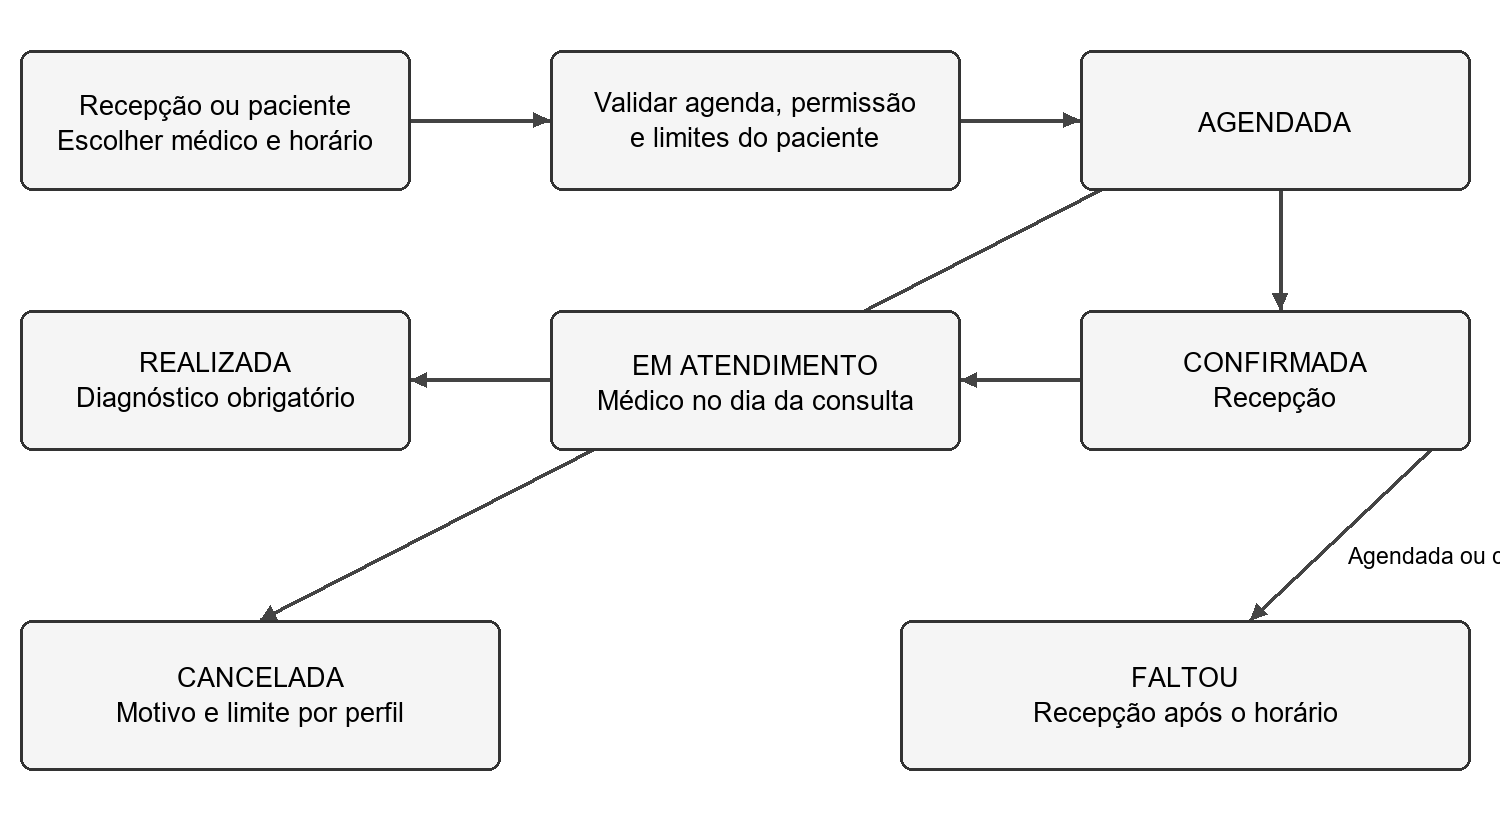 Recepção ou paciente
Escolher médico e horário
Validar agenda, permissão
e limites do paciente
AGENDADA
REALIZADA
Diagnóstico obrigatório
EM ATENDIMENTO
Médico no dia da consulta
CONFIRMADA
Recepção
Agendada ou
CANCELADA
Motivo e limite por perfil
FALTOU
Recepção após o horário